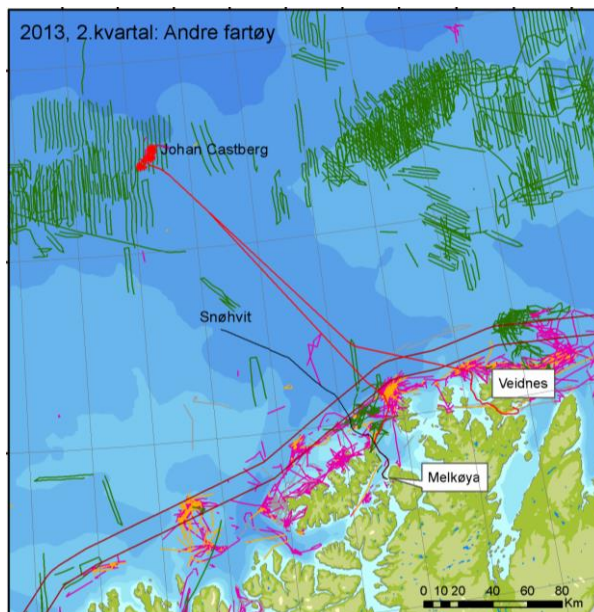 2013, 2.kvartal: Andre fartøy
Johan Castberg
Snøhvit
Veidnes
Melkøya
0 10 20 40 60 80
Km